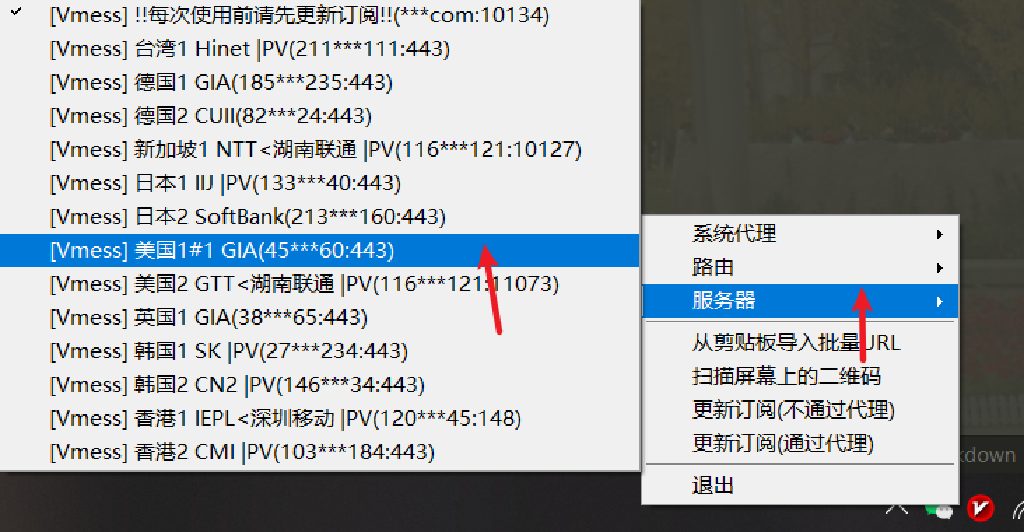 [Vmess] !!每次使用前请先更新订阅!!(***com:10134)
[Vmess] 台湾1 Hinet |PV(211***111:443)
[Vmess] 德国1 GIA(185***235:443)
[Vmess] 德国2 CUII(82***24:443)
[Vmess] 新加坡1 NTT<湖南联通 |PV(116***121:10127)
[Vmess] 日本1 IIJ |PV(133***40:443)
[Vmess] 日本2 SoftBank(213***160:443)
[Vmess] 美国1#1 GIA(45***60:443)
[Vmess] 美国2 GTT<湖南联通 |PV(116***121:11073)
[Vmess] 英国1 GIA(38***65:443)
[Vmess] 韩国1 SK |PV(27***234:443)
[Vmess] 韩国2 CN2 |PV(146***34:443)
[Vmess] 香港1 IEPL<深圳移动 |PV(120***45:148)
[Vmess] 香港2 CMI |PV(103***184:443)
系统代理
路由
服务器
从剪贴板导入批量URL
扫描屏幕上的二维码
更新订阅(不通过代理)
更新订阅(通过代理)
退出
kdown